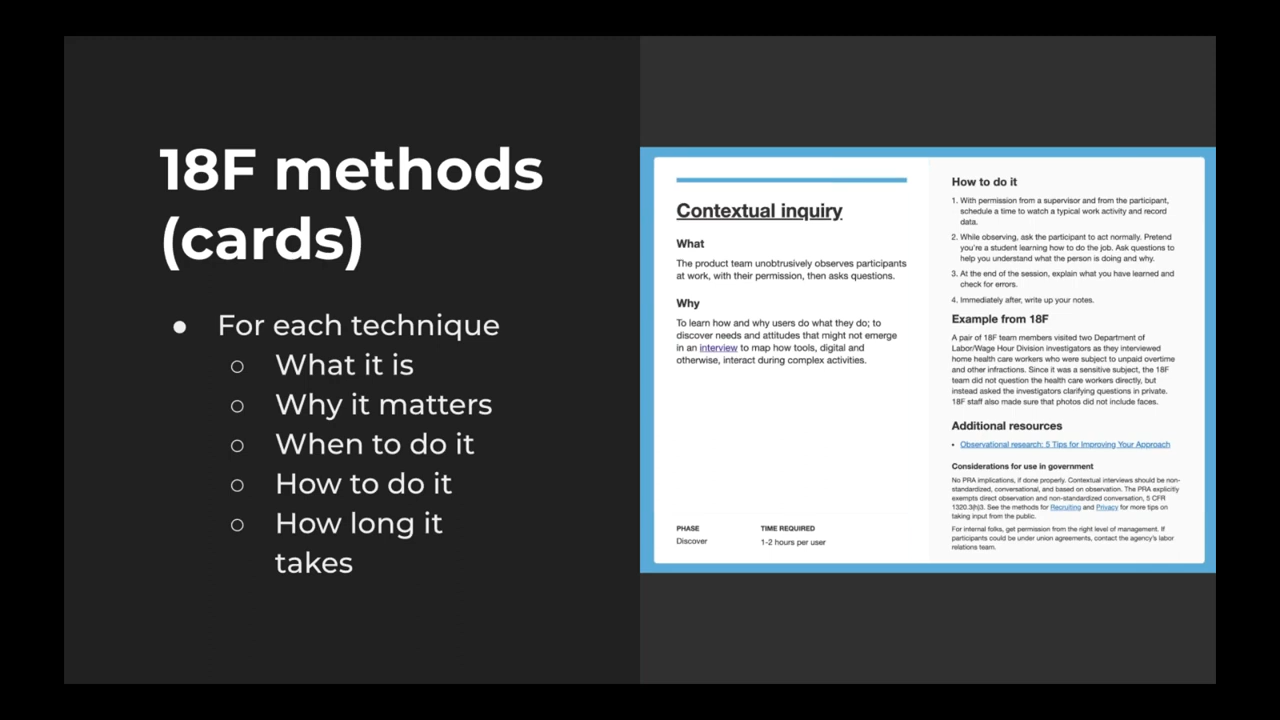 18F methods
(cards)
● For each technique
○ What it is
○ Why it matters
○ When to do it
○ How to do it
○ How long it
takes
Contextual inquiry
What
The product team unobtrusively observes participants
at work, with their permission, then asks questions.
Why
To learn how and why users do what they do; to
discover needs and attitudes that might not emerge
in an interview to map how tools, digital and
otherwise, interact during complex activities.
PHASE
Discover
TIME REQUIRED
1-2 hours per user
How to do it
1. With permission from a supervisor and from the participant,
schedule a time to watch a typical work activity and record
data.
2. While observing, ask the participant to act normally. Pretend
you're a student learning how to do the job. Ask questions to
help you understand what the person is doing and why.
3. At the end of the session, explain what you have learned and
check for errors.
4. Immediately after, write up your notes.
Example from 18F
A pair of 18F team members visited two Department of
Labor/Wage Hour Division investigators as they interviewed
home health care workers who were subject to unpaid overtime
and other infractions. Since it was a sensitive subject, the 18F
team did not question the health care workers directly, but
instead asked the investigators clarifying questions in private.
18F staff also made sure that photos did not include faces.
Additional resources
• Observational research: 5 Tips for Improving Your Approach
Considerations for use in government
No PRA implications, if done properly. Contextual interviews should be non-
standardized, conversational, and based on observation. The PRA explicitly
exempts direct observation and non-standardized conversation, 5 CFR
1320.3(h)3. See the methods for Recruiting and Privacy for more tips on
taking input from the public.
For internal folks, get permission from the right level of management. If
participants could be under union agreements, contact the agency's labor
relations team.